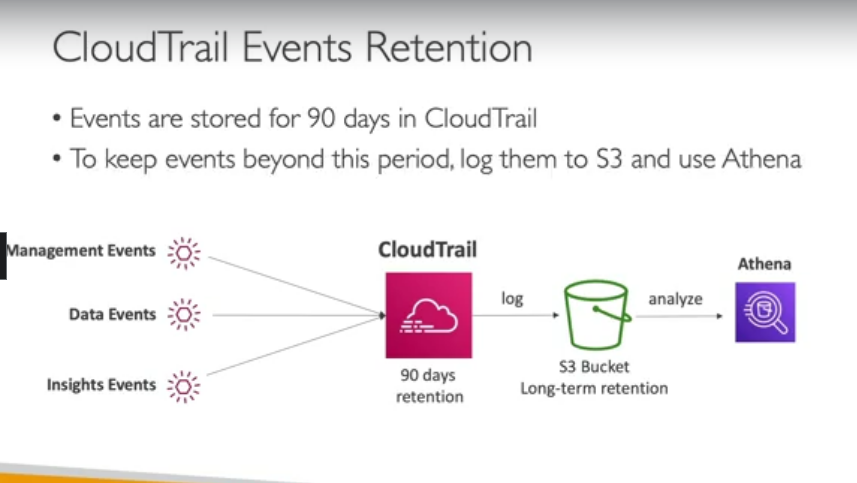 CloudTrail Events Retention
• Events are stored for 90 days in CloudTrail
• To keep events beyond this period, log them to S3 and use Athena
Management Events
Data Events
Insights Events
CloudTrail
90 days
retention
log
S3 Bucket
Long-term retention
analyze
Athena